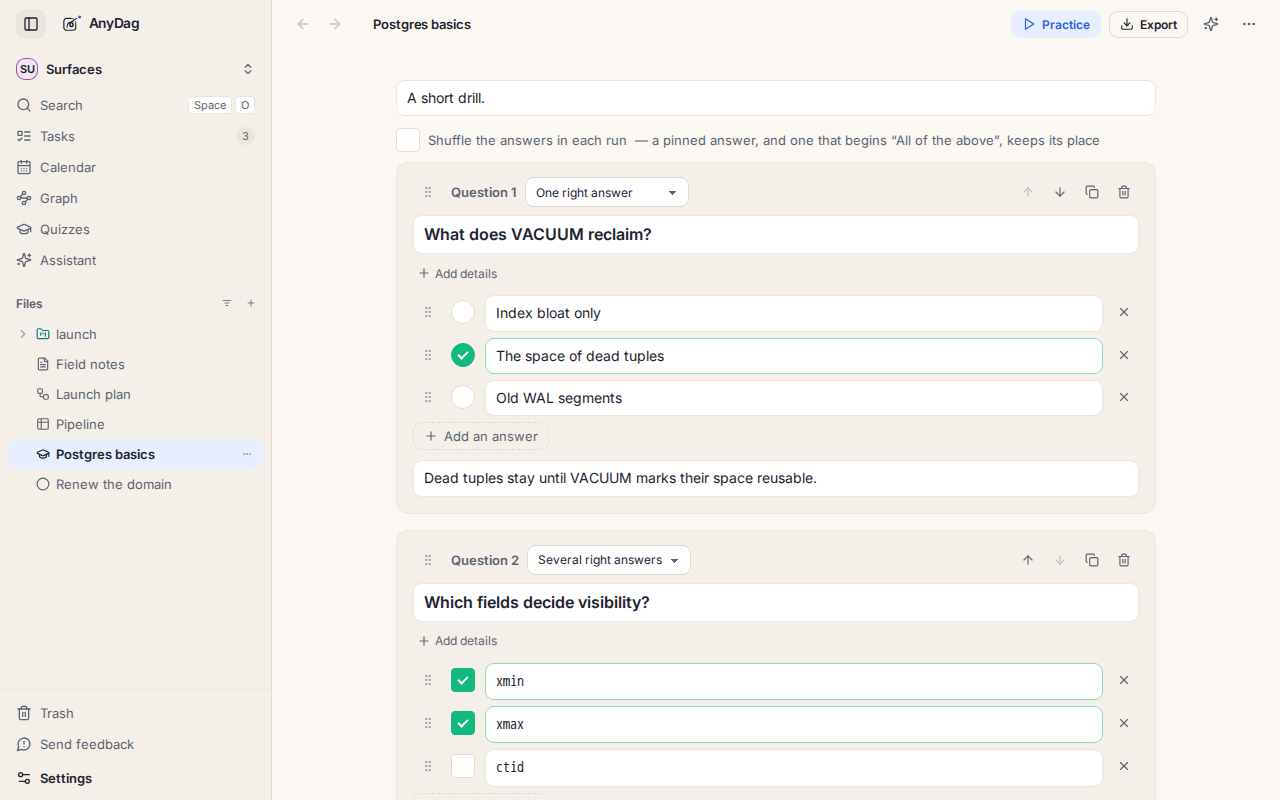 AnyDag
Postgres basics
Practice
Export
SU Surfaces
Search Space O
Tasks 3
Calendar
Graph
Quizzes
Assistant
Files
launch
Field notes
Launch plan
Pipeline
Postgres basics
Renew the domain
Trash
Send feedback
Settings
A short drill.
Shuffle the answers in each run — a pinned answer, and one that begins “All of the above”, keeps its place
Question 1 One right answer
What does VACUUM reclaim?
Add details
Index bloat only
The space of dead tuples
Old WAL segments
Add an answer
Dead tuples stay until VACUUM marks their space reusable.
Question 2 Several right answers
Which fields decide visibility?
Add details
xmin
xmax
ctid